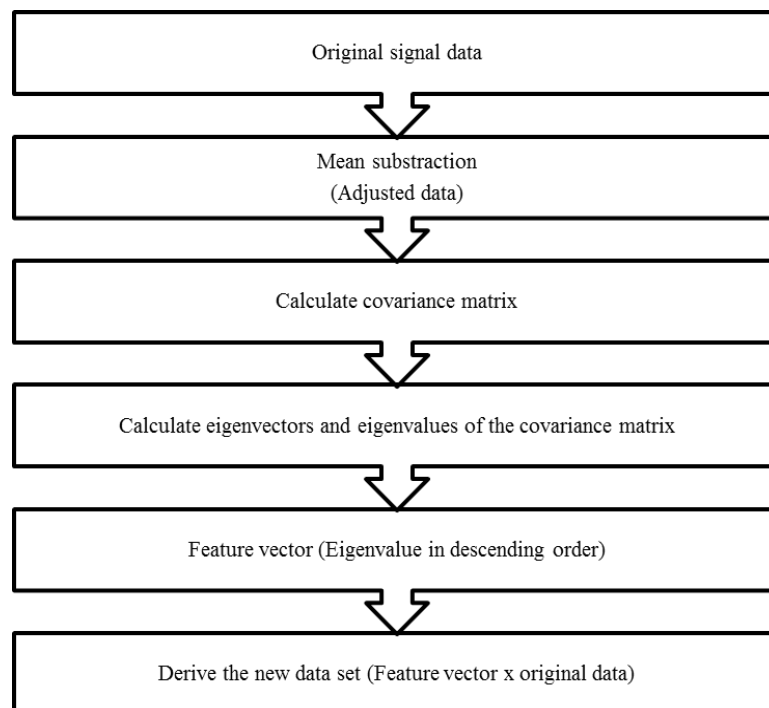 Original signal data
Mean substraction
(Adjusted data)
Calculate covariance matrix
Calculate eigenvectors and eigenvalues of the covariance matrix
Feature vector (Eigenvalue in descending order)
Derive the new data set (Feature vector x original data)